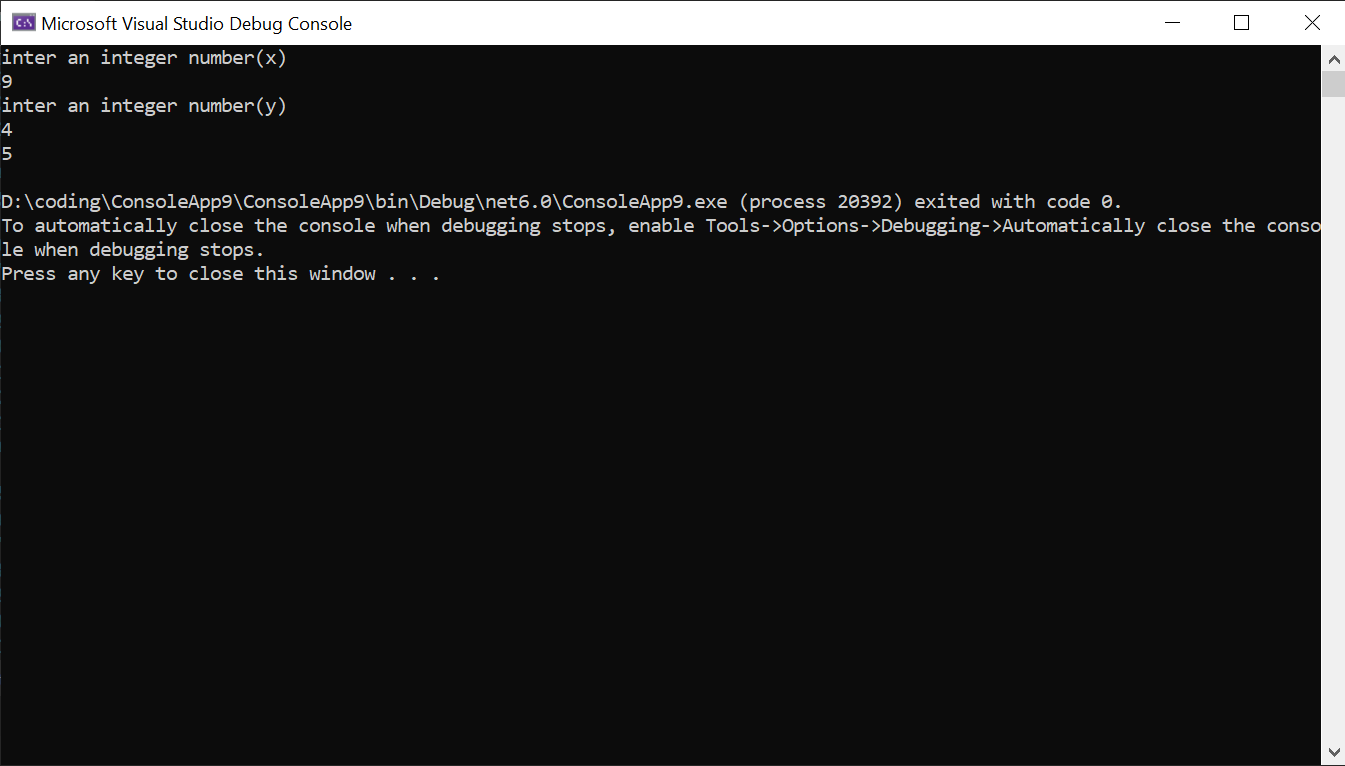 Microsoft Visual Studio Debug Console
inter an integer number(x)
9
inter an integer number(y)
4
5
D:\coding\ConsoleApp9\ConsoleApp9\bin\Debug\net6.0\ConsoleApp9.exe (process 20392) exited with code 0.
To automatically close the console when debugging stops, enable Tools->Options->Debugging->Automatically close the conso
le when debugging stops.
Press any key to close this window . . .